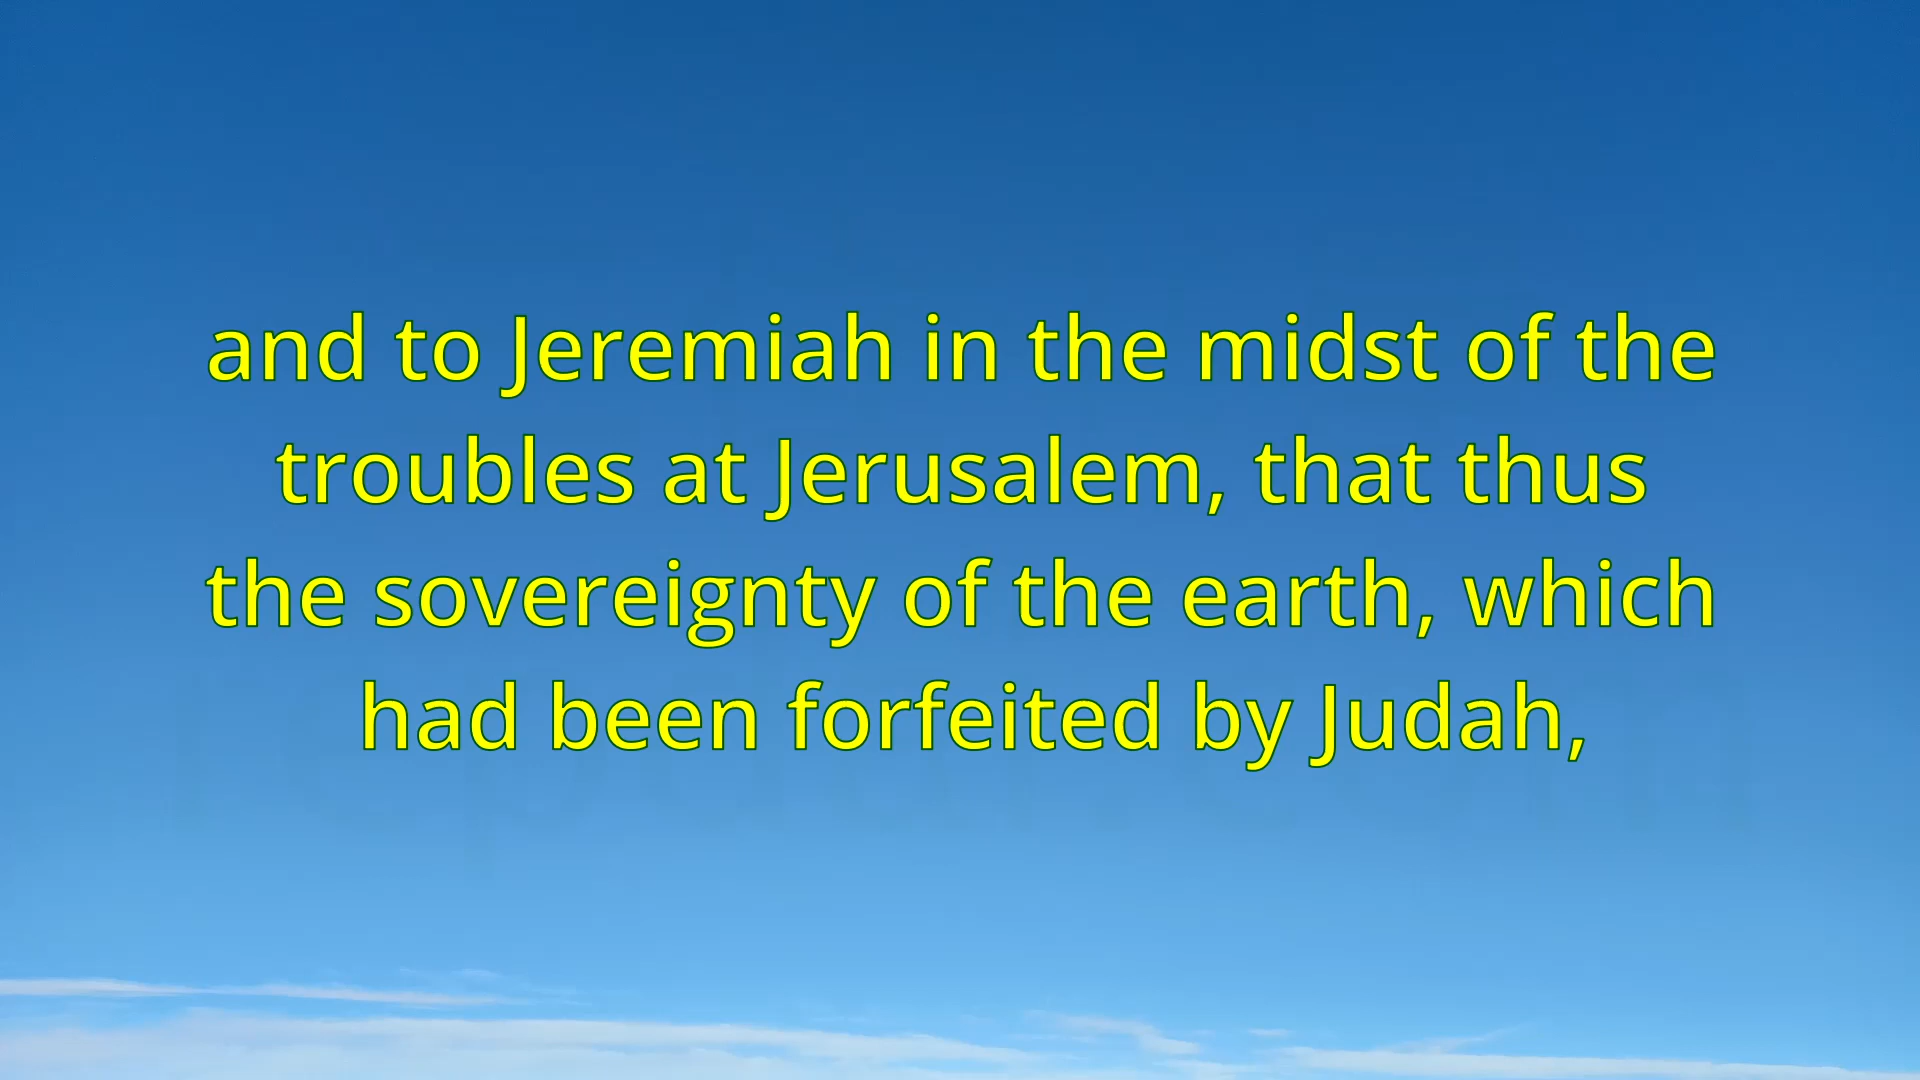 and to Jeremiah in the midst of the
troubles at Jerusalem, that thus
the sovereignty of the earth, which
had been forfeited by Judah,